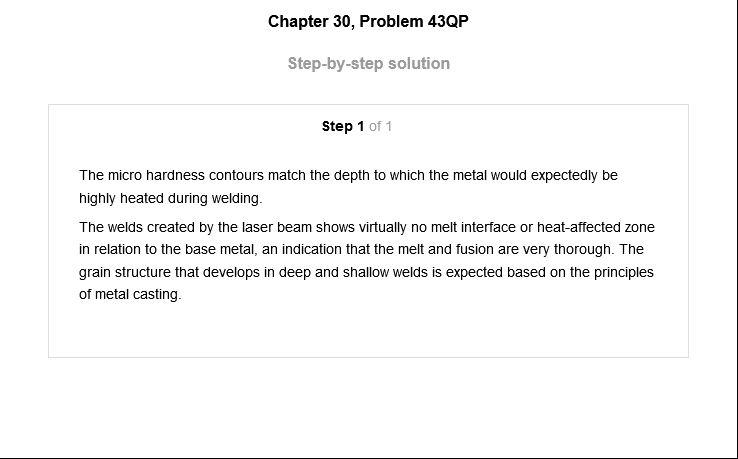 Chapter 30, Problem 43QP
Step-by-step solution
Step 1 of 1
The micro hardness contours match the depth to which the metal would expectedly be
highly heated during welding.
The welds created by the laser beam shows virtually no melt interface or heat-affected zone
in relation to the base metal, an indication that the melt and fusion are very thorough. The
grain structure that develops in deep and shallow welds is expected based on the principles
of metal casting.